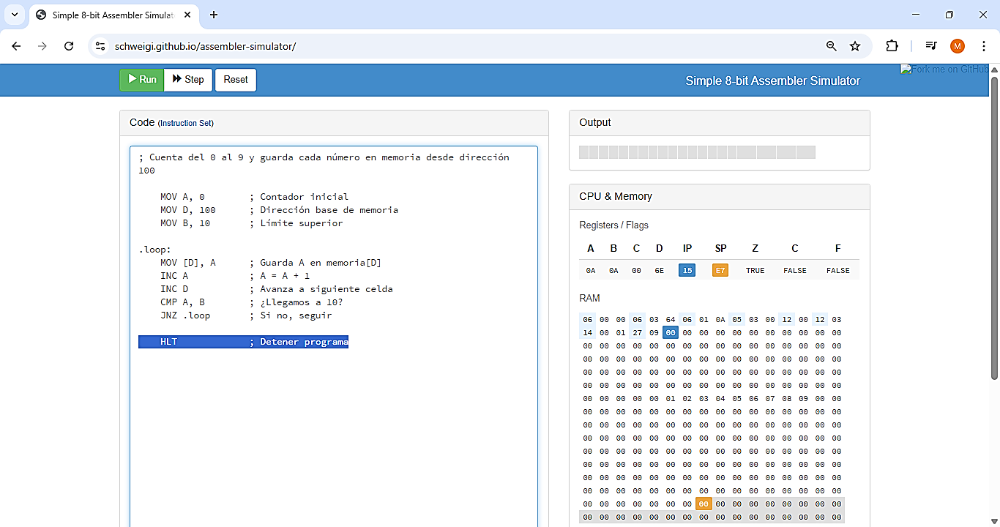 Simple 8-bit Assembler Simulat
schweigi.github.io/assembler-simulator/
M
Run Step Reset
Simple 8-bit Assembler Simulator
Fork me on GitHub
Code (Instruction Set)
; Cuenta del 0 al 9 y guarda cada número en memoria desde dirección
100
MOV A, 0 ; Contador inicial
MOV D, 100 ; Dirección base de memoria
MOV B, 10 ; Límite superior
.loop:
MOV [D], A ; Guarda A en memoria[D]
INC A ; A = A + 1
INC D ; Avanza a siguiente celda
CMP A, B ; ¿Llegamos a 10?
JNZ .loop ; Si no, seguir
HLT ; Detener programa
Output
CPU & Memory
Registers / Flags
A B C D IP SP Z C F
0A 0A 00 6E 15 E7 TRUE FALSE FALSE
RAM
06 00 00 06 03 64 06 01 0A 05 03 00 12 00 12 03
14 00 01 27 09 00 00 00 00 00 00 00 00 00 00 00
00 00 00 00 00 00 00 00 00 00 00 00 00 00 00 00
00 00 00 00 00 00 00 00 00 00 00 00 00 00 00 00
00 00 00 00 00 00 00 00 00 00 00 00 00 00 00 00
00 00 00 00 00 00 00 00 00 00 00 00 00 00 00 00
00 00 00 00 00 01 02 03 04 05 06 07 08 09 00 00
00 00 00 00 00 00 00 00 00 00 00 00 00 00 00 00
00 00 00 00 00 00 00 00 00 00 00 00 00 00 00 00
00 00 00 00 00 00 00 00 00 00 00 00 00 00 00 00
00 00 00 00 00 00 00 00 00 00 00 00 00 00 00 00
00 00 00 00 00 00 00 00 00 00 00 00 00 00 00 00
00 00 00 00 00 00 00 00 00 00 00 00 00 00 00 00
00 00 00 00 00 00 00 00 00 00 00 00 00 00 00 00
00 00 00 00 00 00 00 00 00 00 00 00 00 00 00 00
00 00 00 00 00 00 00 00 00 00 00 00 00 00 00 00